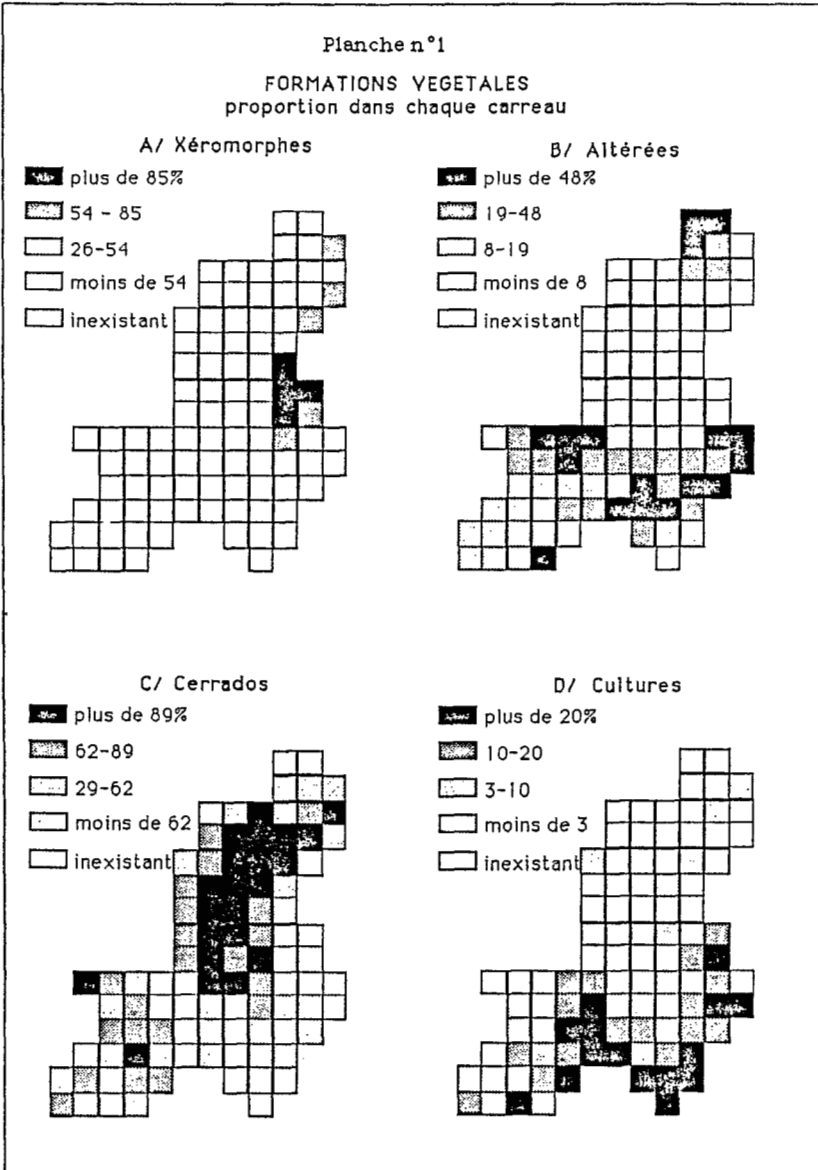 Planche n°1
FORMATIONS VEGETALES
proportion dans chaque carreau
A/ Xéromorphes
plus de 85%
54 - 85
26-54
moins de 54
inexistant
B/ Altérées
plus de 48%
19-48
8-19
moins de 8
inexistant
C/ Cerrados
plus de 89%
62-89
29-62
moins de 62
inexistant
D/ Cultures
plus de 20%
10-20
3-10
moins de 3
inexistant